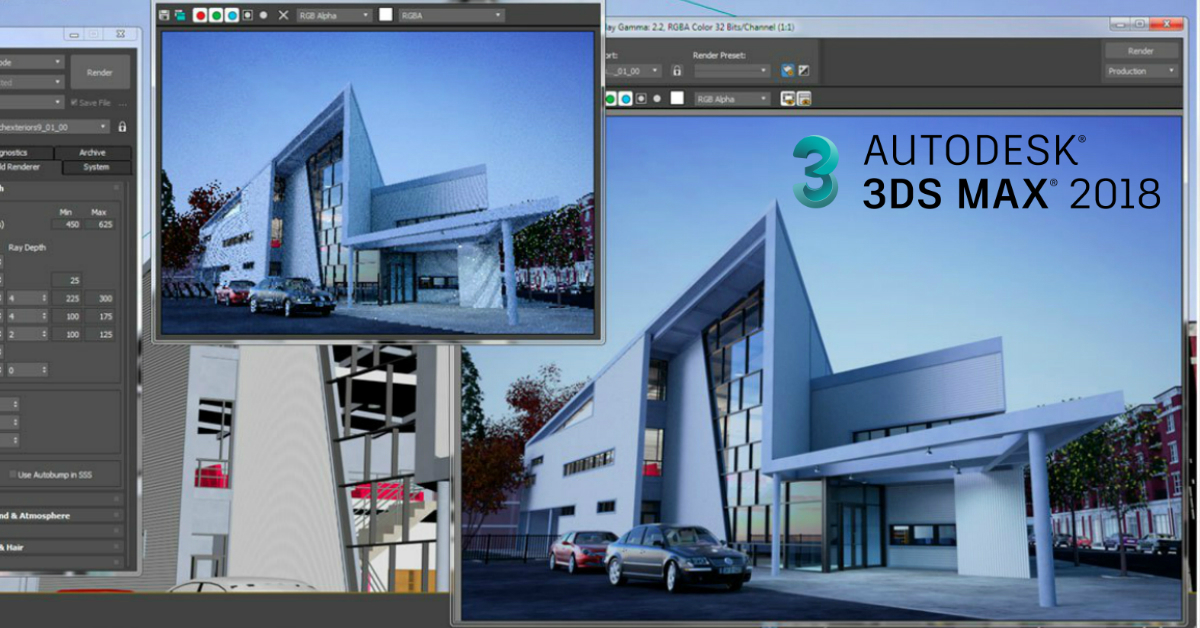 RGB Alpha
RGBA
lay Gamma: 2.2, RGBA Color 32 Bits/Channel (1:1)
Render
Save File
...
chexteriors9_01_00
gnostics
Archive
ld Renderer
System
Min Max
450 625
Ray Depth
25
4 225 300
4 100 175
2 100 125
0
Use Autobump in SSS
nd & Atmosphere
& Hair
ort:
Render Preset:
_01_00
Render
Production
RGB Alpha
3
AUTODESK®
3DS MAX® 2018